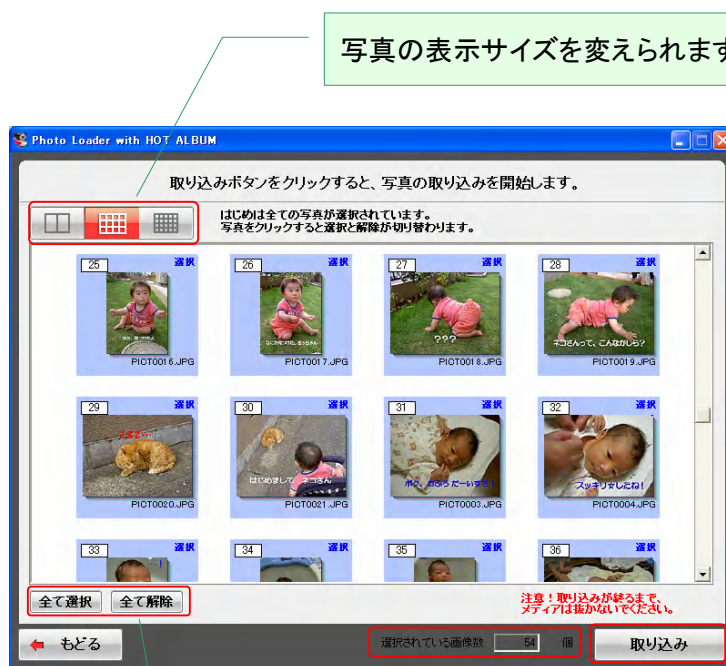 写真の表示サイズを変えられます
Photo Loader with HOT ALBUM
取り込みボタンをクリックすると、写真の取り込みを開始します。
はじめは全ての写真が選択されています。
写真をクリックすると選択と解除が切り替わります。
25 選択 26 選択 27 選択 28 選択
??? ネコさんって、こんなかしら?
PICT0016.JPG PICT0017.JPG PICT0018.JPG PICT0019.JPG
29 選択 30 選択 31 選択 32 選択
はじめまして ネコさん ボク、おふろだーいすき! スッキリ☆したね!
PICT0020.JPG PICT0021.JPG PICT0003.JPG PICT0004.JPG
33 選択 34 選択 35 選択 36 選択
全て選択 全て解除
注意!取り込みが終るまで、
メディアは抜かないでください。
もどる 選択されている画像数 54 個 取り込み